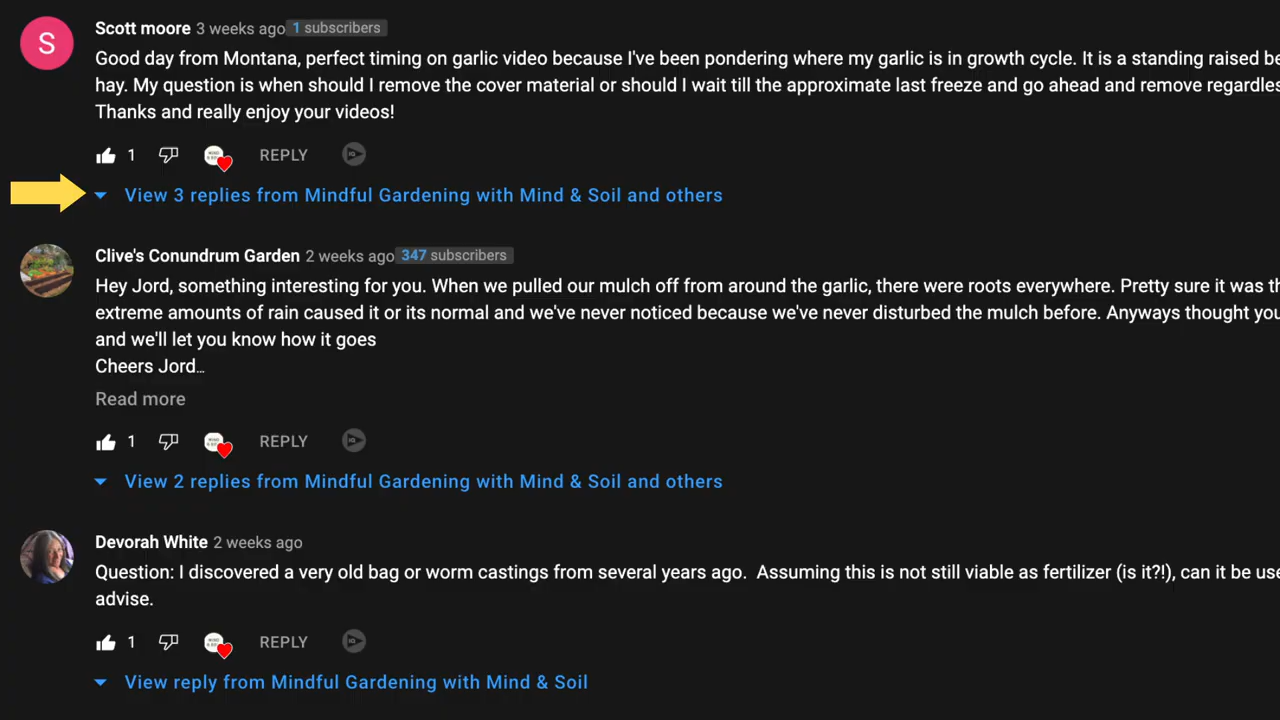 S
Scott moore 3 weeks ago 1 subscribers
Good day from Montana, perfect timing on garlic video because I've been pondering where my garlic is in growth cycle. It is a standing raised
hay. My question is when should I remove the cover material or should I wait till the approximate last freeze and go ahead and remove
Thanks and really enjoy your videos!
1 REPLY
View 3 replies from Mindful Gardening with Mind & Soil and others
Clive's Conundrum Garden 2 weeks ago 347 subscribers
Hey Jord, something interesting for you. When we pulled our mulch off from around the garlic, there were roots everywhere. Pretty sure it was
extreme amounts of rain caused it or its normal and we've never noticed because we've never disturbed the mulch before. Anyways thought
and we'll let you know how it goes
Cheers Jord…
Read more
1 REPLY
View 2 replies from Mindful Gardening with Mind & Soil and others
Devorah White 2 weeks ago
Question: I discovered a very old bag or worm castings from several years ago. Assuming this is not still viable as fertilizer (is it?!), can it be
advise.
1 REPLY
View reply from Mindful Gardening with Mind & Soil